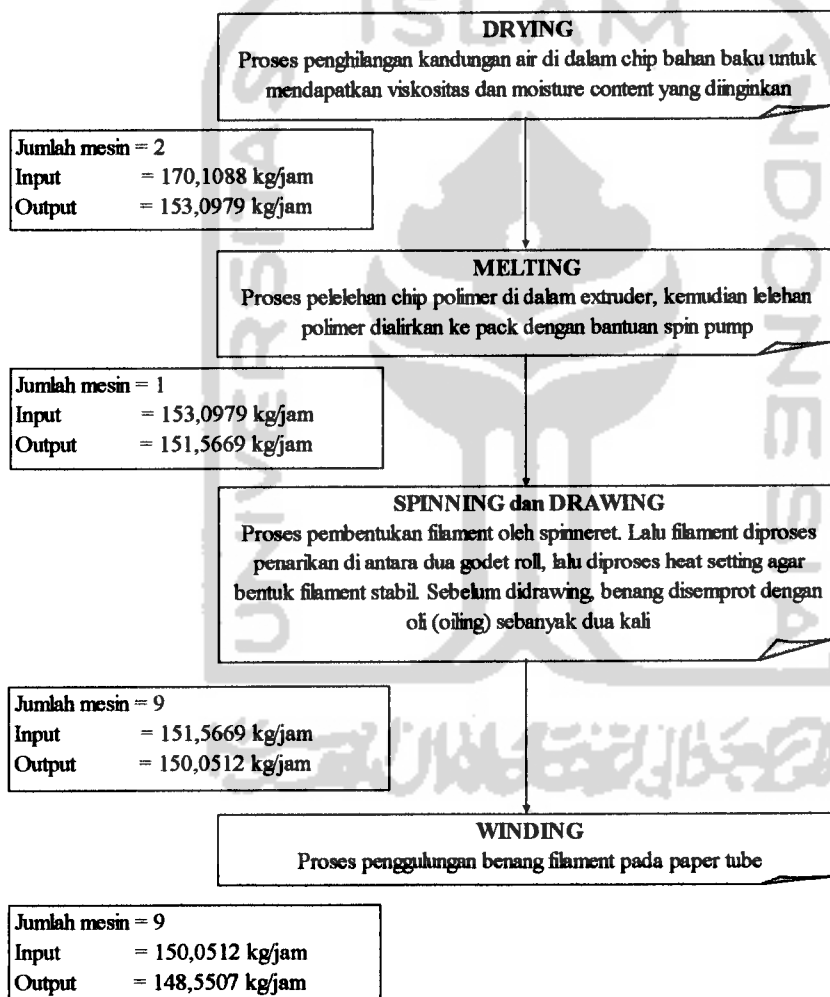 ISLAM
UNIVERSITAS
INDONESIA
DRYING
Proses penghilangan kandungan air di dalam chip bahan baku untuk
mendapatkan viskositas dan moisture content yang diinginkan
Jumlah mesin = 2
Input = 170,1088 kg/jam
Output = 153,0979 kg/jam
MELTING
Proses pelelehan chip polimer di dalam extruder, kemudian lelehan
polimer dialirkan ke pack dengan bantuan spin pump
Jumlah mesin = 1
Input = 153,0979 kg/jam
Output = 151,5669 kg/jam
SPINNING dan DRAWING
Proses pembentukan filament oleh spinneret. Lalu filament diproses
penarikan di antara dua godet roll, lalu diproses heat setting agar
bentuk filament stabil. Sebelum didrawing, benang disemprot dengan
oli (oiling) sebanyak dua kali
Jumlah mesin = 9
Input = 151,5669 kg/jam
Output = 150,0512 kg/jam
WINDING
Proses penggulungan benang filament pada paper tube
Jumlah mesin = 9
Input = 150,0512 kg/jam
Output = 148,5507 kg/jam